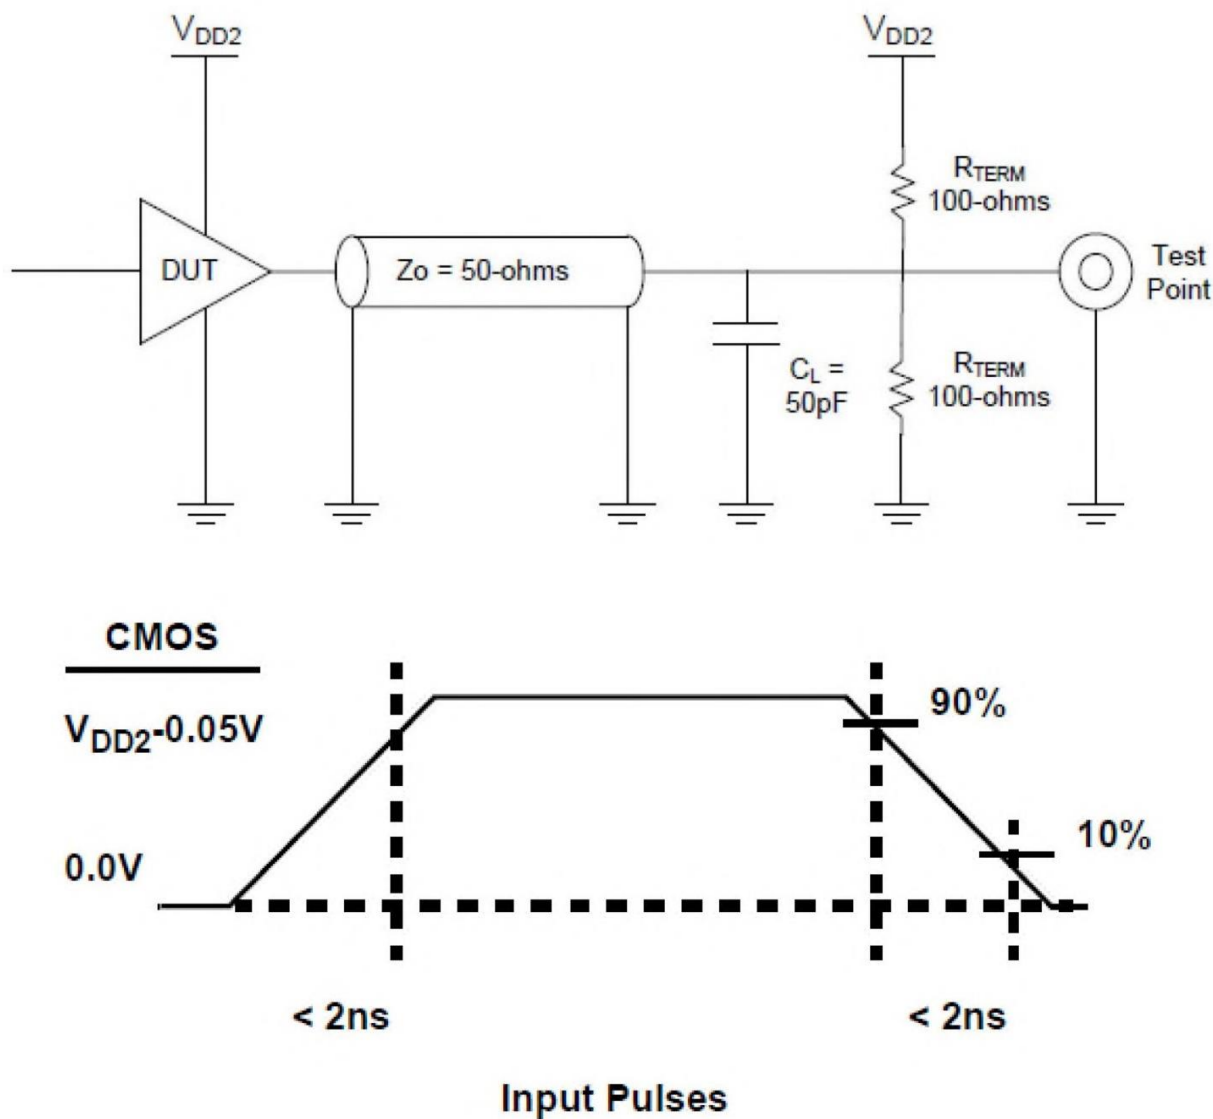 VDD2
VDD2
RTERM
100-ohms
DUT
Zo = 50-ohms
Test
Point
CL =
50pF
RTERM
100-ohms
CMOS
VDD2-0.05V
90%
0.0V
10%
< 2ns
< 2ns
Input Pulses